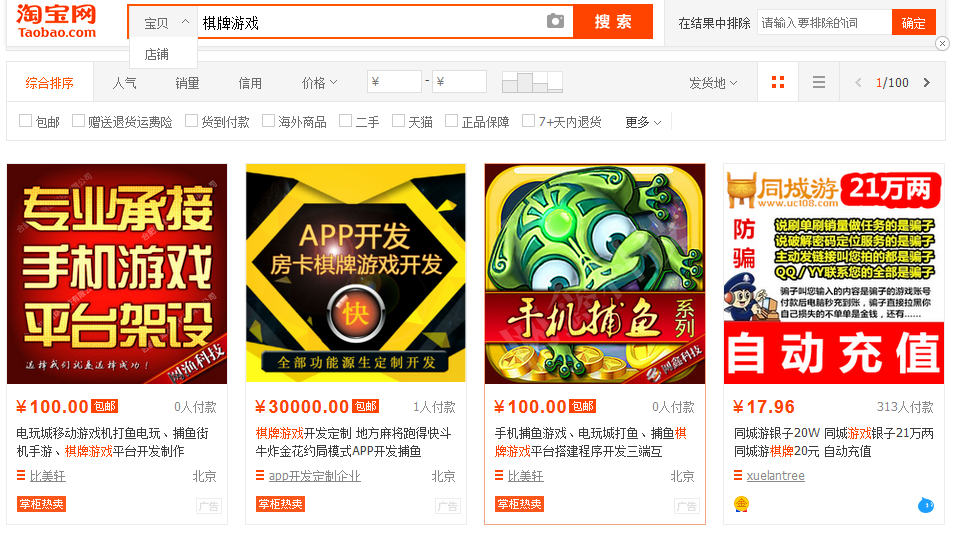 淘宝网
Taobao.com
宝贝
棋牌游戏
搜 索
在结果中排除
请输入要排除的词
确定
店铺
综合排序
人气
销量
信用
价格
¥
-
¥
发货地
1/100
包邮
赠送退货运费险
货到付款
海外商品
二手
天猫
正品保障
7+天内退货
更多
专业承接
手机游戏
平台架设
选择我们就是选择成功！
网渔科技
¥100.00 包邮
0人付款
电玩城移动游戏机打鱼电玩、捕鱼街
机手游、棋牌游戏平台开发制作
比美轩
北京
掌柜热卖
广告
APP开发
房卡棋牌游戏开发
快
全部功能源生定制开发
¥30000.00 包邮
1人付款
棋牌游戏开发定制 地方麻将跑得快斗
牛炸金花约局模式APP开发捕鱼
app开发定制企业
北京
掌柜热卖
广告
手机捕鱼
系列
¥100.00 包邮
0人付款
手机捕鱼游戏、电玩城打鱼、捕鱼棋
牌游戏平台搭建程序开发三端互
比美轩
北京
掌柜热卖
广告
同城游
www.uc108.com
21万两
防骗
说刷单刷销量做任务的是骗子
说破解密码定位服务的是骗子
主动发链接叫您拍的都是骗子
QQ/YY联系您的全部是骗子
骗子叫您输入的内容是骗子的游戏账号
付款后电脑秒充到账，骗子直接拉黑你
自己损失的不单单是金钱，还有......
自动充值
¥17.96
313人付款
同城游银子20W 同城游戏银子21万两
同城游棋牌20元 自动充值
xuelantree